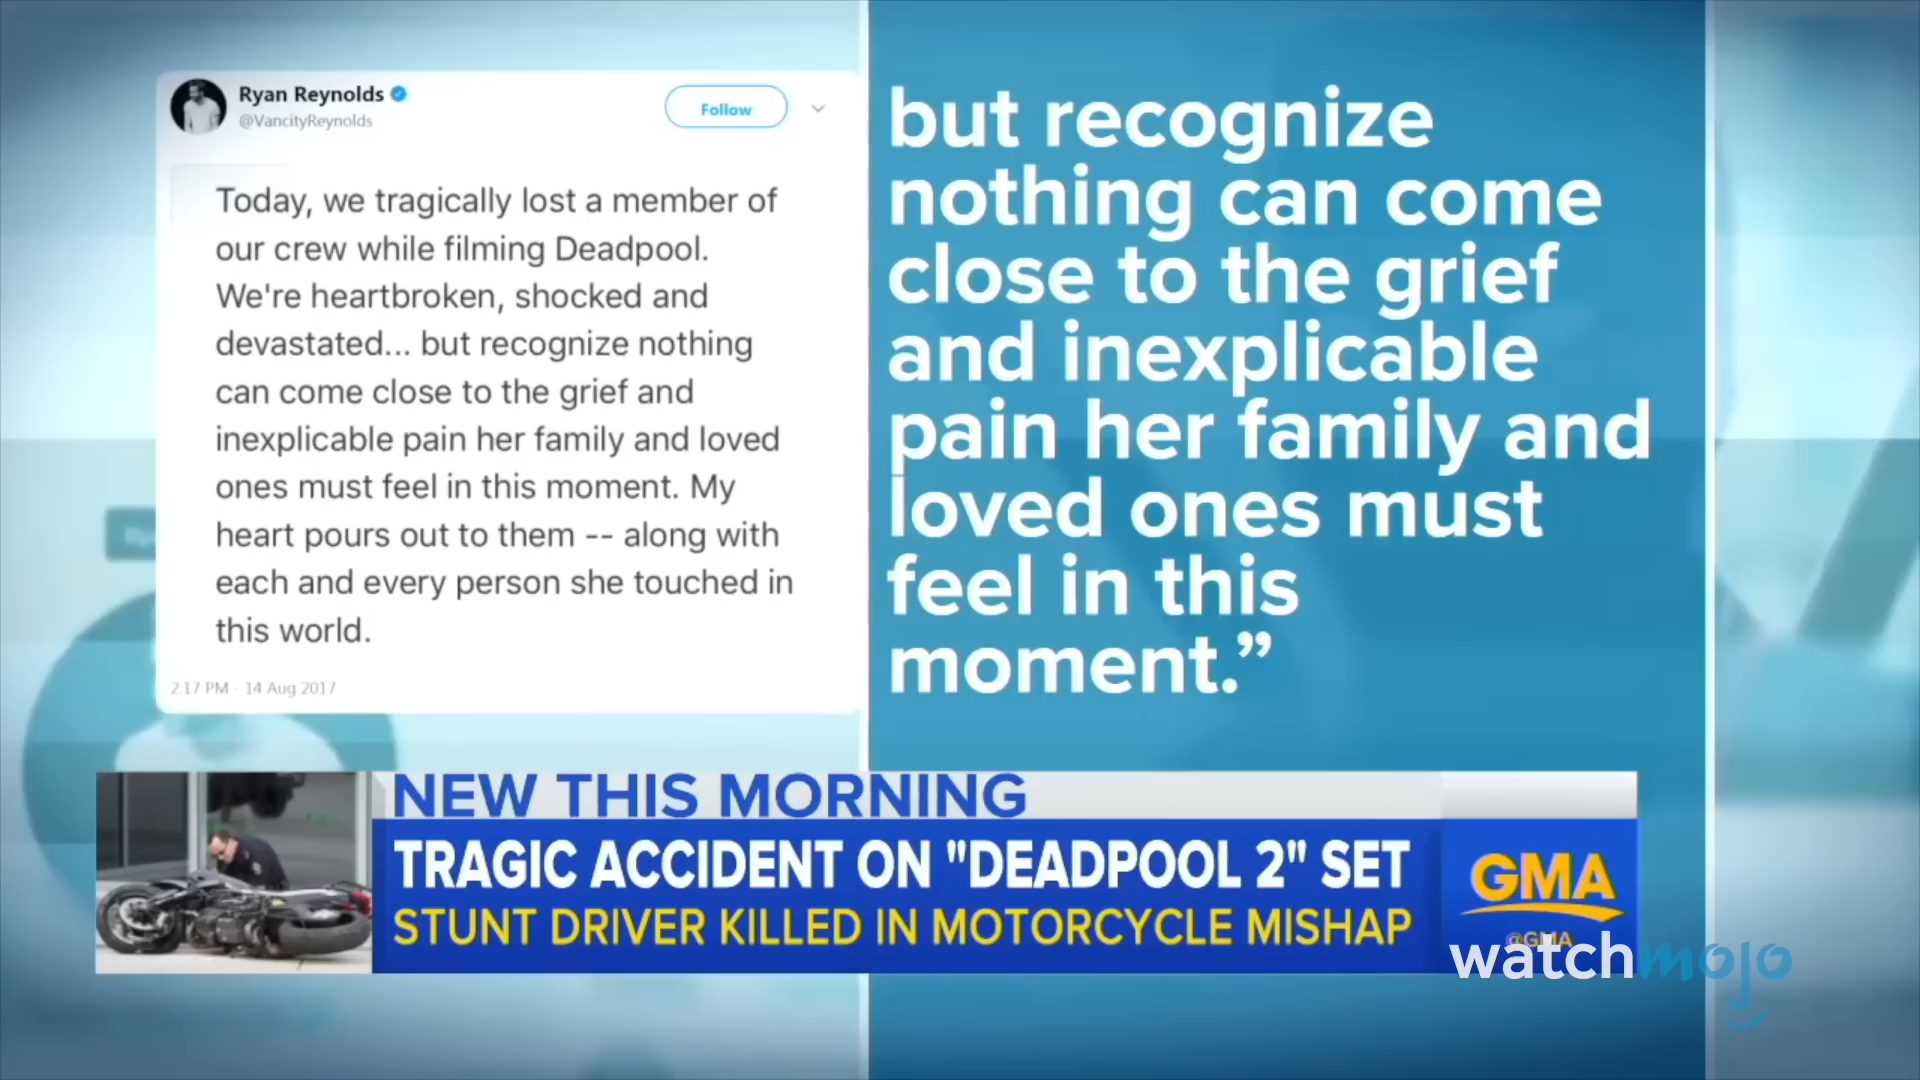 Ryan Reynolds
@VancityReynolds
Follow
Today, we tragically lost a member of
our crew while filming Deadpool.
We're heartbroken, shocked and
devastated... but recognize nothing
can come close to the grief and
inexplicable pain her family and loved
ones must feel in this moment. My
heart pours out to them -- along with
each and every person she touched in
this world.
2:17 PM - 14 Aug 2017
but recognize
nothing can come
close to the grief
and inexplicable
pain her family and
loved ones must
feel in this
moment.”
NEW THIS MORNING
TRAGIC ACCIDENT ON "DEADPOOL 2" SET
STUNT DRIVER KILLED IN MOTORCYCLE MISHAP
GMA
@GMA
watchmojo